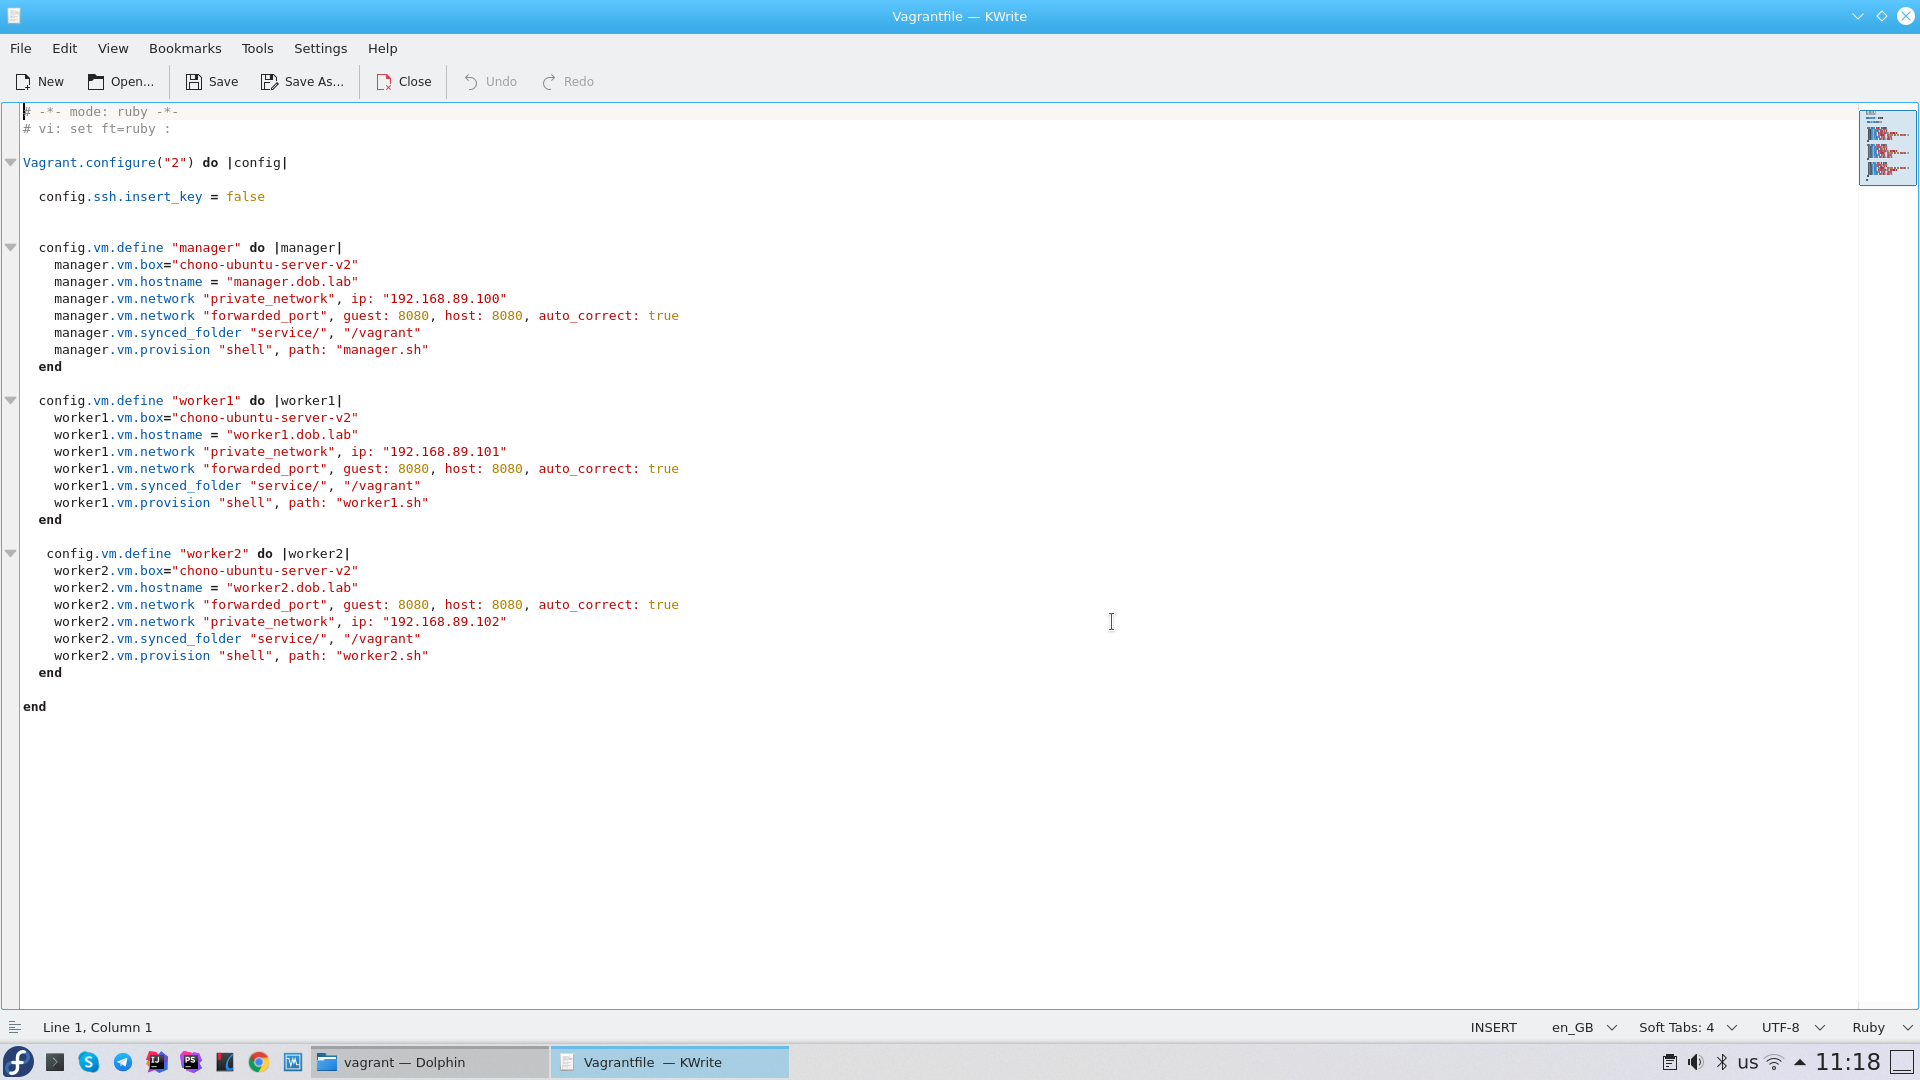 Vagrantfile — KWrite
File Edit View Bookmarks Tools Settings Help
New Open... Save Save As... Close Undo Redo
# -*- mode: ruby -*-
# vi: set ft=ruby :
Vagrant.configure("2") do |config|
config.ssh.insert_key = false
config.vm.define "manager" do |manager|
manager.vm.box="chono-ubuntu-server-v2"
manager.vm.hostname = "manager.dob.lab"
manager.vm.network "private_network", ip: "192.168.89.100"
manager.vm.network "forwarded_port", guest: 8080, host: 8080, auto_correct: true
manager.vm.synced_folder "service/", "/vagrant"
manager.vm.provision "shell", path: "manager.sh"
end
config.vm.define "worker1" do |worker1|
worker1.vm.box="chono-ubuntu-server-v2"
worker1.vm.hostname = "worker1.dob.lab"
worker1.vm.network "private_network", ip: "192.168.89.101"
worker1.vm.network "forwarded_port", guest: 8080, host: 8080, auto_correct: true
worker1.vm.synced_folder "service/", "/vagrant"
worker1.vm.provision "shell", path: "worker1.sh"
end
config.vm.define "worker2" do |worker2|
worker2.vm.box="chono-ubuntu-server-v2"
worker2.vm.hostname = "worker2.dob.lab"
worker2.vm.network "forwarded_port", guest: 8080, host: 8080, auto_correct: true
worker2.vm.network "private_network", ip: "192.168.89.102"
worker2.vm.synced_folder "service/", "/vagrant"
worker2.vm.provision "shell", path: "worker2.sh"
end
end
Line 1, Column 1 INSERT en_GB Soft Tabs: 4 UTF-8 Ruby
vagrant — Dolphin Vagrantfile — KWrite us 11:18